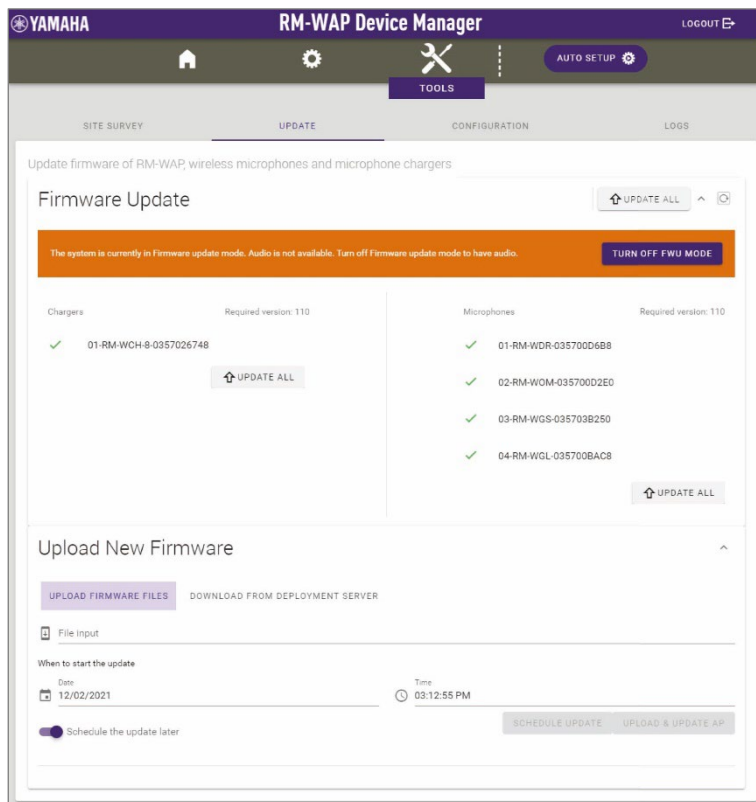 YAMAHA
RM-WAP Device Manager
LOGOUT
AUTO SETUP
TOOLS
SITE SURVEY UPDATE CONFIGURATION LOGS
Update firmware of RM-WAP, wireless microphones and microphone chargers
Firmware Update
UPDATE ALL
The system is currently in Firmware update mode. Audio is not available. Turn off Firmware update mode to have audio.
TURN OFF FWU MODE
Chargers Required version: 110
01-RM-WCH-8-0357026748
UPDATE ALL
Microphones Required version: 110
01-RM-WDR-035700D6B8
02-RM-WOM-035700D2E0
03-RM-WGS-035703B250
04-RM-WGL-035700BAC8
UPDATE ALL
Upload New Firmware
UPLOAD FIRMWARE FILES DOWNLOAD FROM DEPLOYMENT SERVER
File input
When to start the update
Date
12/02/2021
Time
03:12:55 PM
Schedule the update later
SCHEDULE UPDATE UPLOAD & UPDATE AP